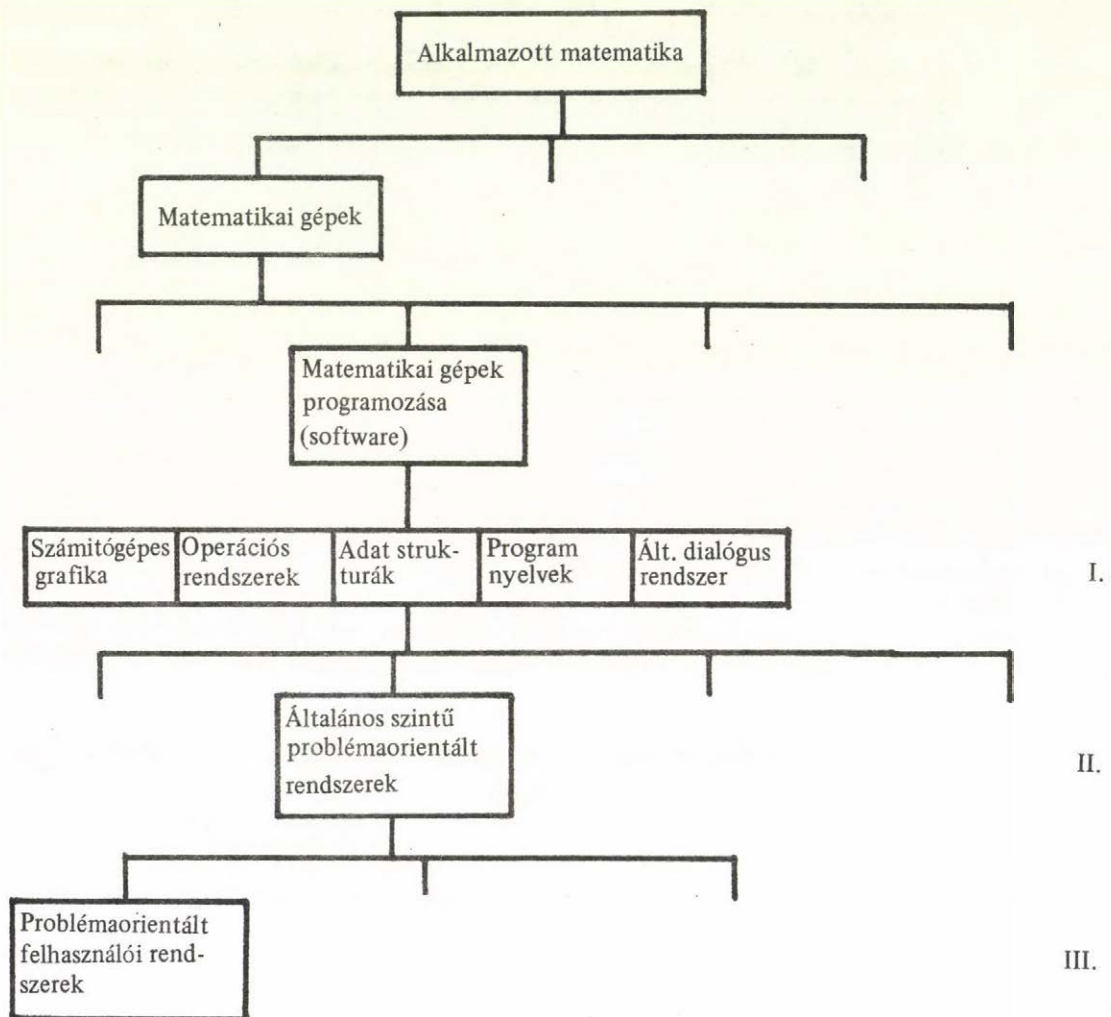 Alkalmazott matematika
Matematikai gépek
Matematikai gépek
programozása
(software)
Számitógépes
grafika
Operációs
rendszerek
Adat struk-
turák
Program
nyelvek
Ált. dialógus
rendszer
I.
Általános szintű
problémaorientált
rendszerek
II.
Problémaorientált
felhasználói rend-
szerek
III.